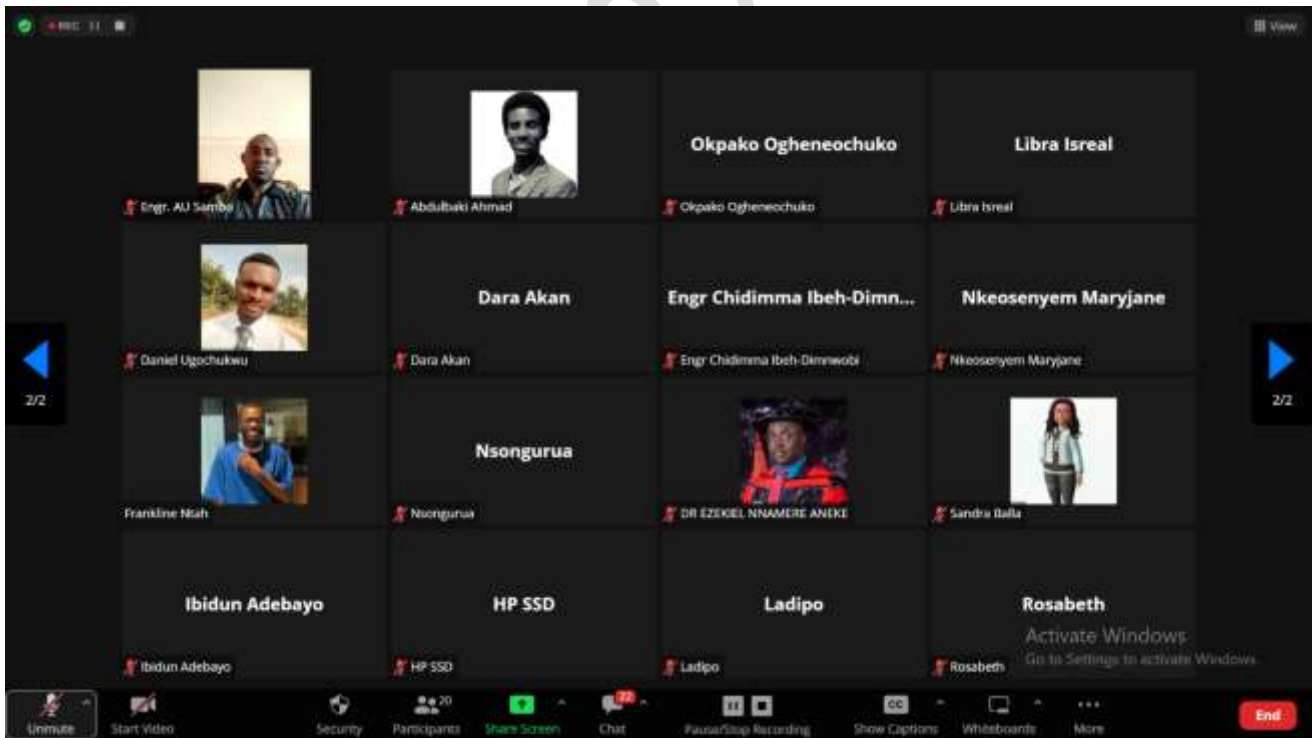 REC
View
Engr. AU Sambo
Abdulbaki Ahmad
Okpako Ogheneochuko
Okpako Ogheneochuko
Libra Isreal
Libra Isreal
Daniel Ugochukwu
Dara Akan
Dara Akan
Engr Chidimma Ibeh-Dimn...
Engr Chidimma Ibeh-Dimnwobi
Nkeosenyem Maryjane
Nkeosenyem Maryjane
2/2
2/2
Frankline Ntah
Nsongurua
Nsongurua
DR EZEKIEL NNAMERE ANEKE
Sandra Balla
Ibidun Adebayo
Ibidun Adebayo
HP SSD
HP SSD
Ladipo
Ladipo
Rosabeth
Rosabeth
Activate Windows
Go to Settings to activate Windows.
Unmute
Start Video
Security
Participants
20
Share Screen
Chat
22
Pause/Stop Recording
CC
Show Captions
Whiteboards
More
End